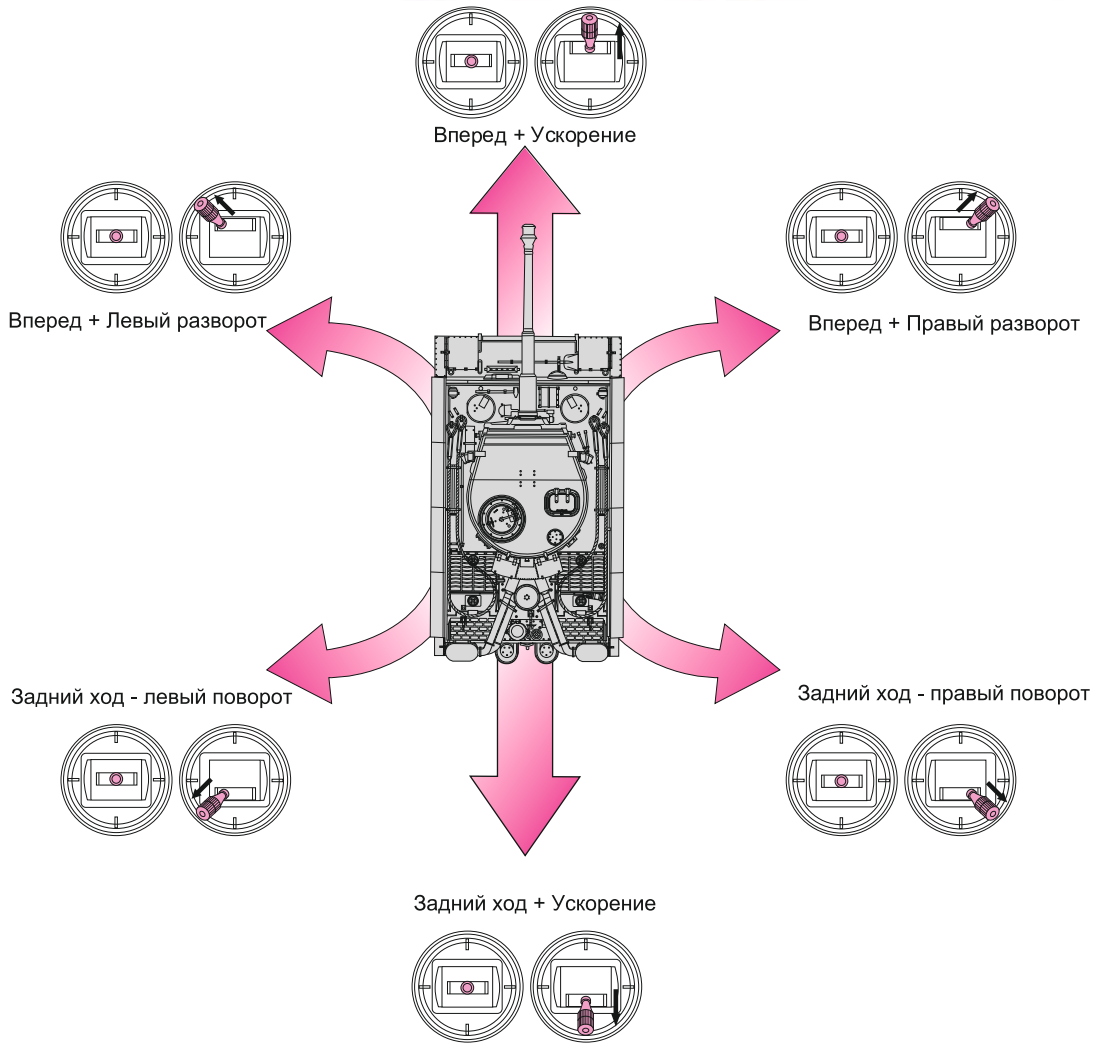 Вперед + Ускорение
Вперед + Левый разворот
Вперед + Правый разворот
Задний ход - левый поворот
Задний ход - правый поворот
Задний ход + Ускорение